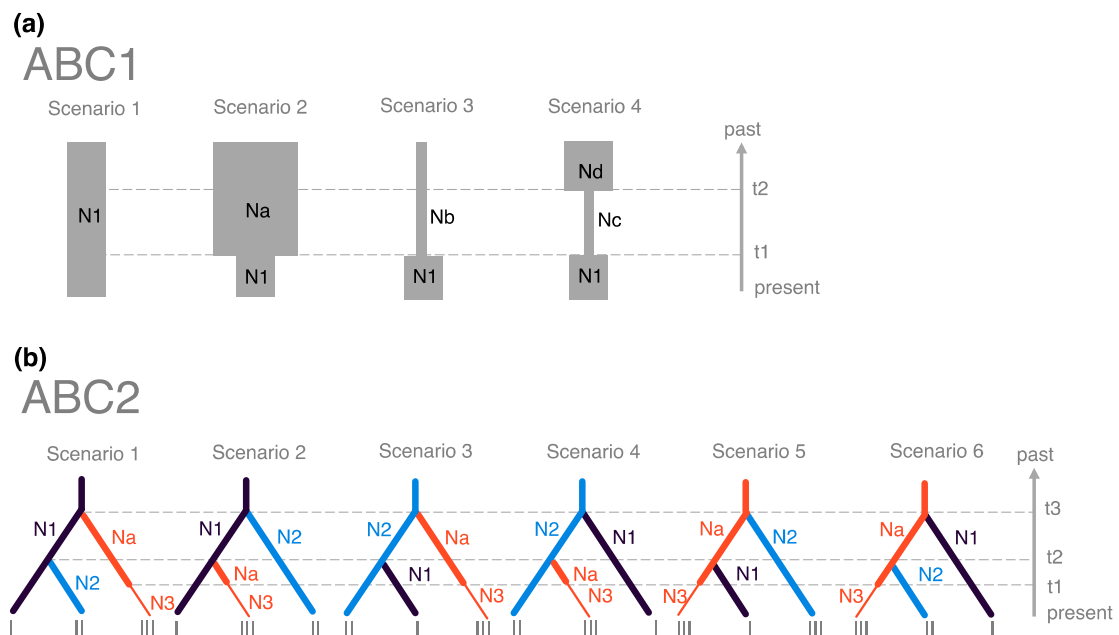 (a)
ABC1
Scenario 1 Scenario 2 Scenario 3 Scenario 4
past
Nd
t2
N1 Na Nb Nc
t1
N1 N1 N1
present
(b)
ABC2
Scenario 1 Scenario 2 Scenario 3 Scenario 4 Scenario 5 Scenario 6
past
t3
N1 Na N1 N2 N2 Na N2 N1 Na N2 Na N1
t2
N2 Na N1 Na N1 N2
t1
N3 N3 N3 N3 N3 N3
present
I II III I III II II I III II III I III I III III II I